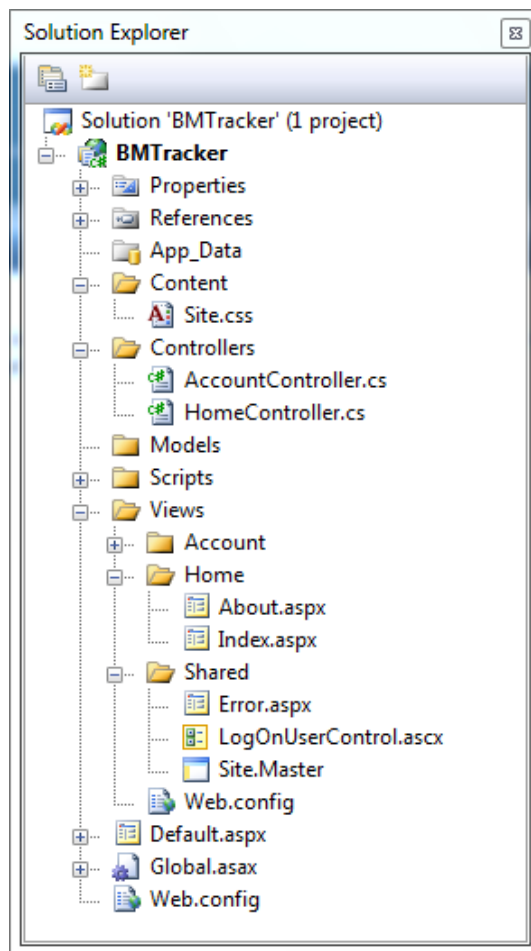 Solution Explorer
Solution 'BMTracker' (1 project)
BMTracker
Properties
References
App_Data
Content
Site.css
Controllers
AccountController.cs
HomeController.cs
Models
Scripts
Views
Account
Home
About.aspx
Index.aspx
Shared
Error.aspx
LogOnUserControl.ascx
Site.Master
Web.config
Default.aspx
Global.asax
Web.config